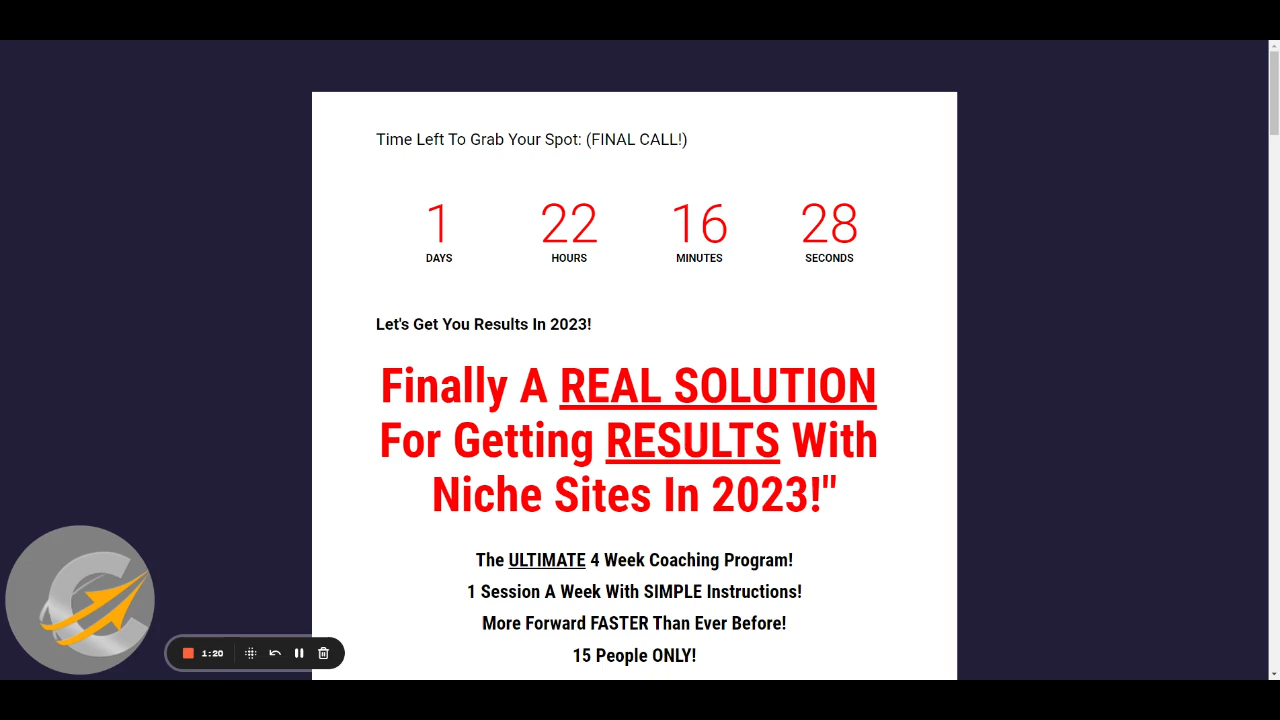 Time Left To Grab Your Spot: (FINAL CALL!)
1 22 16 28
DAYS HOURS MINUTES SECONDS
Let's Get You Results In 2023!
Finally A REAL SOLUTION
For Getting RESULTS With
Niche Sites In 2023!"
The ULTIMATE 4 Week Coaching Program!
1 Session A Week With SIMPLE Instructions!
More Forward FASTER Than Ever Before!
15 People ONLY!
1:20